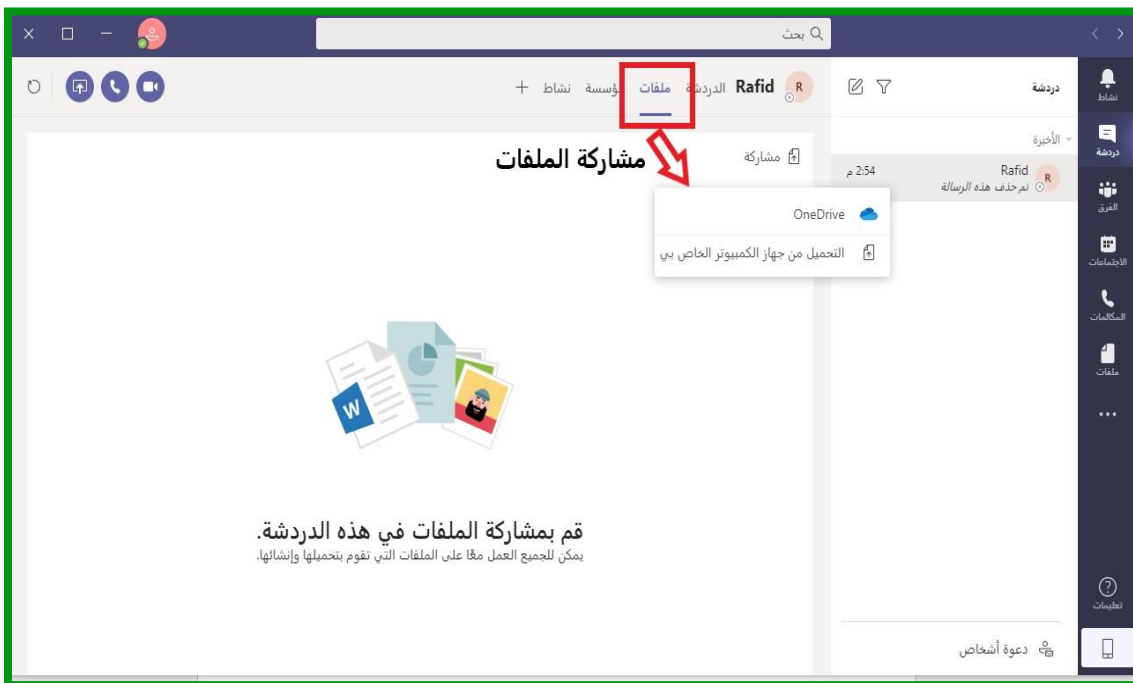 بحث
نشاط
دردشة
الفرق
الاجتماعات
المكالمات
ملفات
تعليمات
دردشة
الأخيرة
R
Rafid
2:54 م
تم حذف هذه الرسالة
دعوة أشخاص
R Rafid الدردشة ملفات ؤسسة نشاط +
مشاركة
مشاركة الملفات
OneDrive
التحميل من جهاز الكمبيوتر الخاص بي
W
قم بمشاركة الملفات في هذه الدردشة.
يمكن للجميع العمل معًا على الملفات التي تقوم بتحميلها وإنشائها.